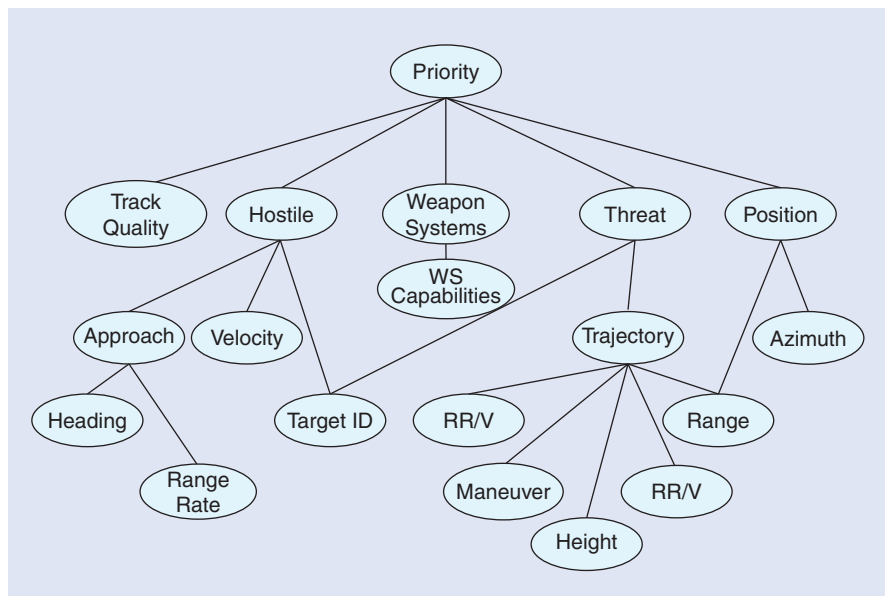 Priority
Track
Quality
Hostile
Weapon
Systems
Threat
Position
WS
Capabilities
Approach
Velocity
Trajectory
Azimuth
Heading
Target ID
RR/V
Range
Range
Rate
Maneuver
RR/V
Height